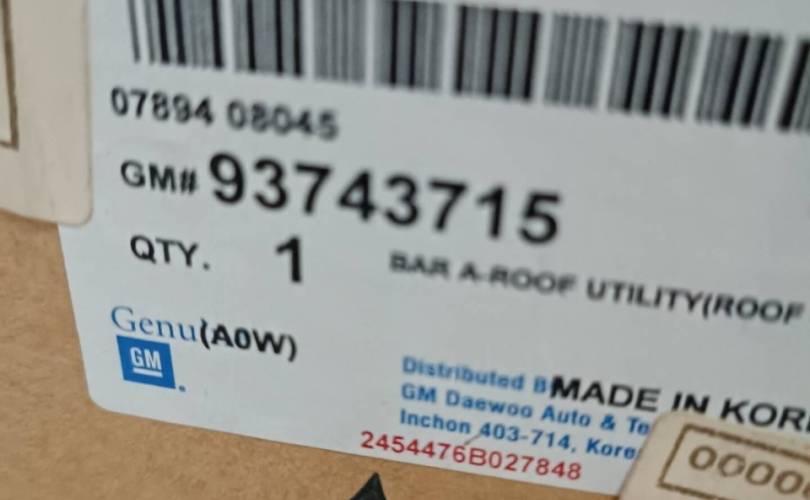 07894 08045
GM# 93743715
QTY. 1 BAR A-ROOF UTILITY(ROOF
Genu(A0W)
GM
Distributed B MADE IN KOR
GM Daewoo Auto & Te
Inchon 403-714, Kore
2454476B027848
0000